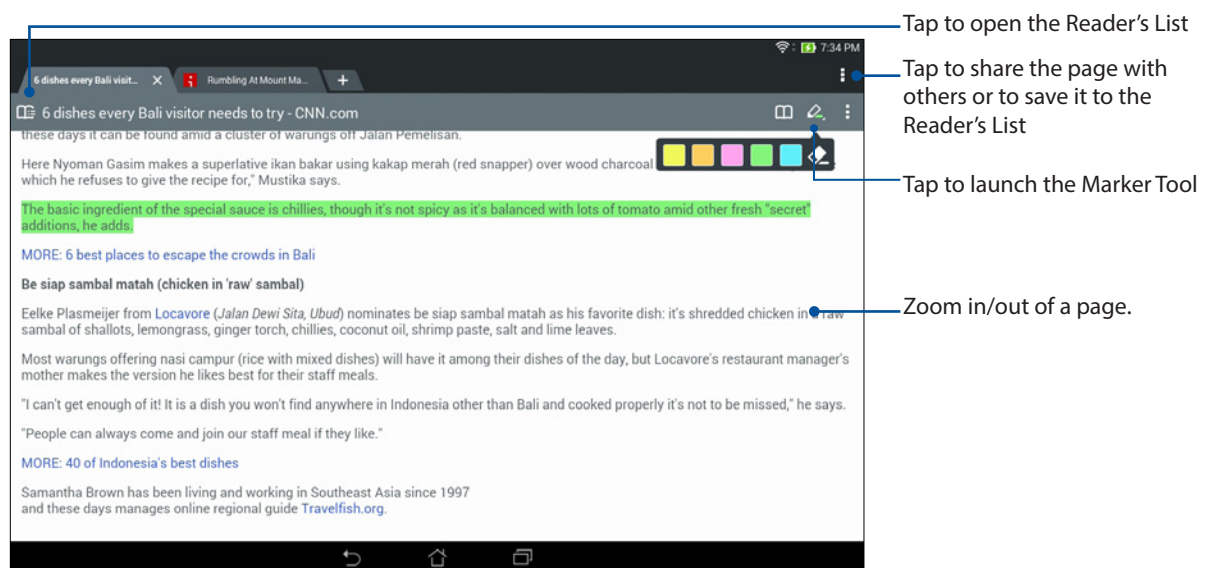 Tap to open the Reader's List
7:34 PM
6 dishes every Bali visit...
Rumbling At Mount Ma...
Tap to share the page with
others or to save it to the
Reader's List
6 dishes every Bali visitor needs to try - CNN.com
these days it can be found amid a cluster of warungs off Jalan Pemelisan.
Here Nyoman Gasim makes a superlative ikan bakar using kakap merah (red snapper) over wood charcoal
which he refuses to give the recipe for," Mustika says.
Tap to launch the Marker Tool
The basic ingredient of the special sauce is chillies, though it's not spicy as it's balanced with lots of tomato amid other fresh "secret"
additions, he adds.
MORE: 6 best places to escape the crowds in Bali
Be siap sambal matah (chicken in 'raw' sambal)
Zoom in/out of a page.
Eelke Plasmeijer from Locavore (Jalan Dewi Sita, Ubud) nominates be siap sambal matah as his favorite dish: it's shredded chicken in a raw
sambal of shallots, lemongrass, ginger torch, chillies, coconut oil, shrimp paste, salt and lime leaves.
Most warungs offering nasi campur (rice with mixed dishes) will have it among their dishes of the day, but Locavore's restaurant manager's
mother makes the version he likes best for their staff meals.
"I can't get enough of it! It is a dish you won't find anywhere in Indonesia other than Bali and cooked properly it's not to be missed," he says.
"People can always come and join our staff meal if they like."
MORE: 40 of Indonesia's best dishes
Samantha Brown has been living and working in Southeast Asia since 1997
and these days manages online regional guide Travelfish.org.